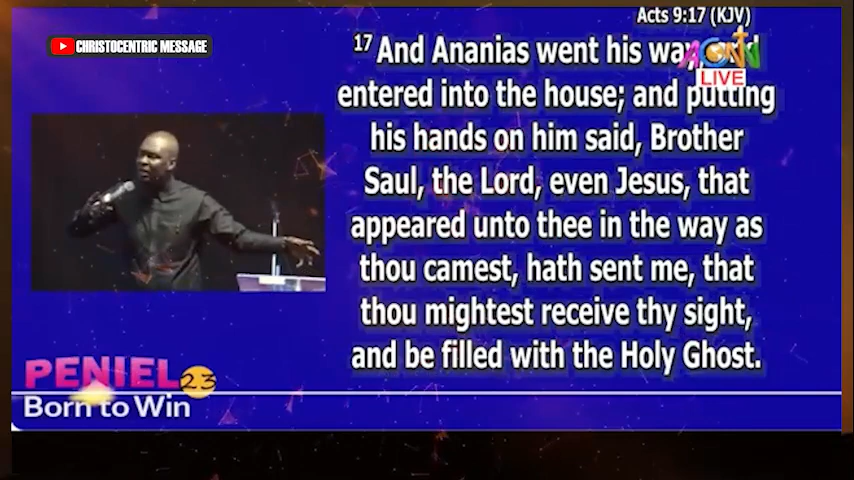 Acts 9:17 (KJV)
CHRISTOCENTRIC MESSAGE
17 And Ananias went his way, and
LIVE
entered into the house; and putting
his hands on him said, Brother
Saul, the Lord, even Jesus, that
appeared unto thee in the way as
thou camest, hath sent me, that
thou mightest receive thy sight,
and be filled with the Holy Ghost.
PENIEL 23
Born to Win